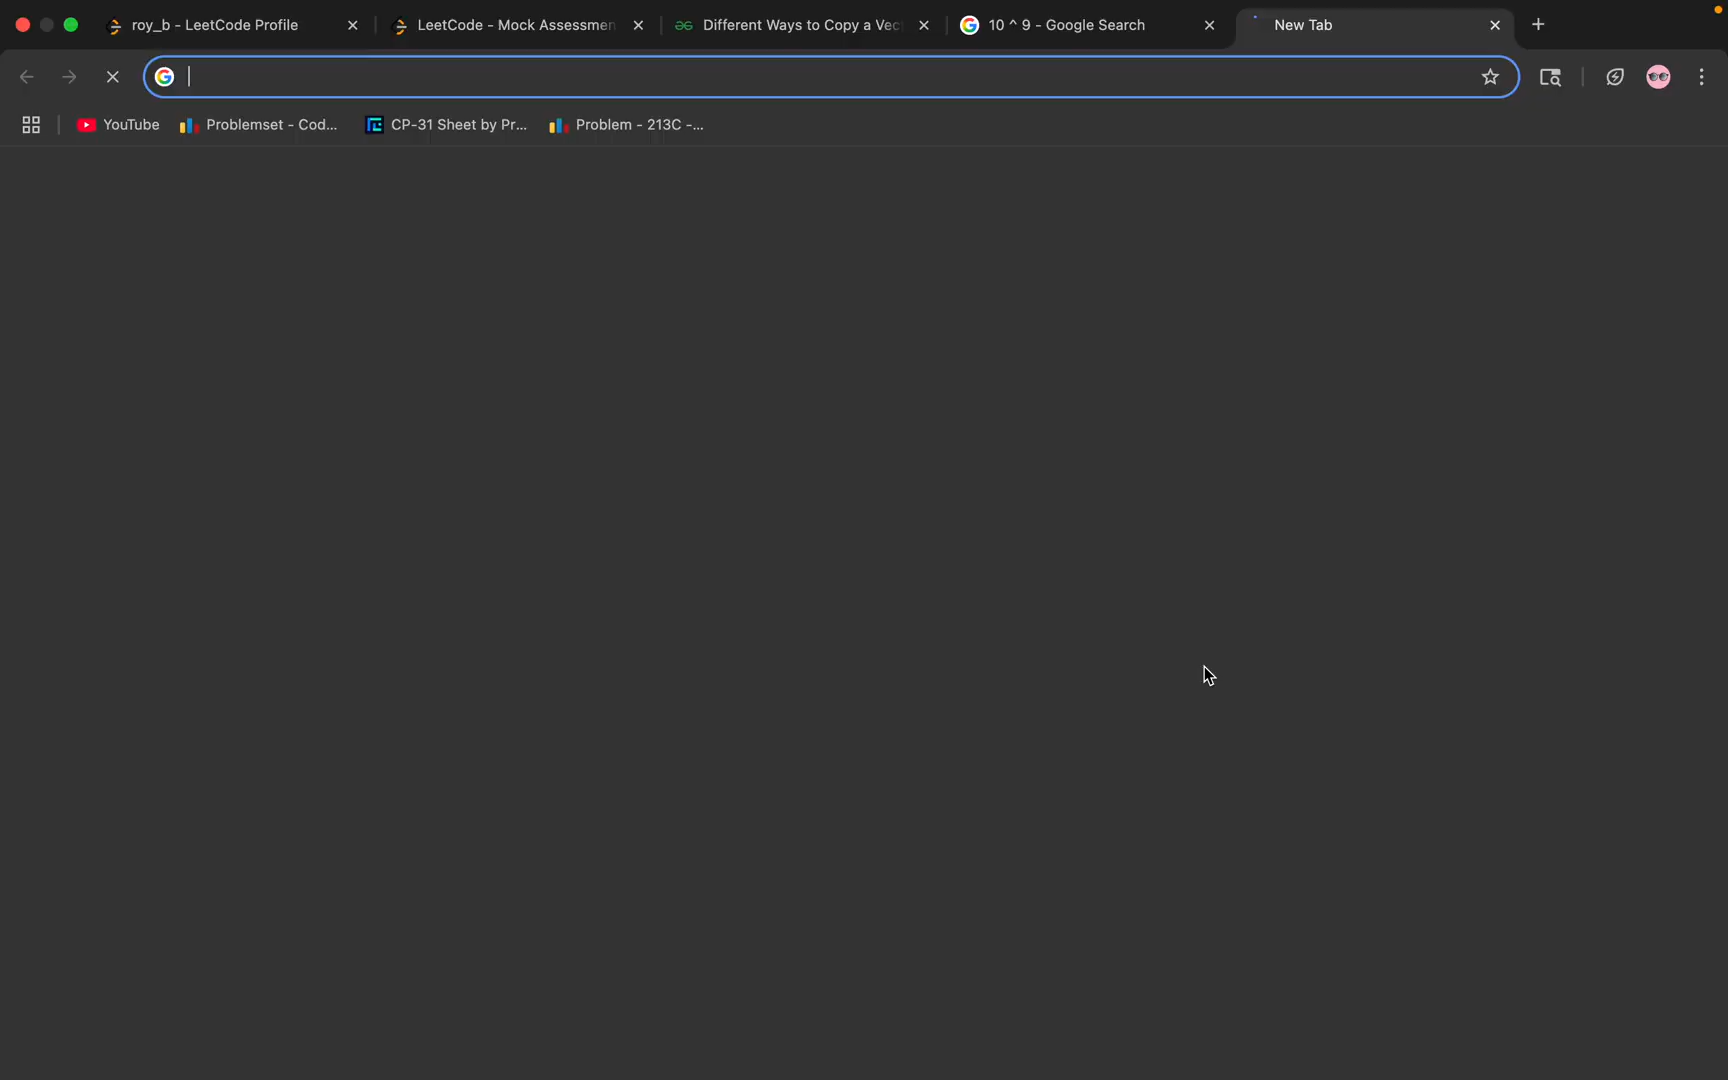 roy_b - LeetCode Profile
LeetCode - Mock Assessmen
Different Ways to Copy a Vec
10 ^ 9 - Google Search
New Tab
YouTube
Problemset - Cod...
CP-31 Sheet by Pr...
Problem - 213C -...